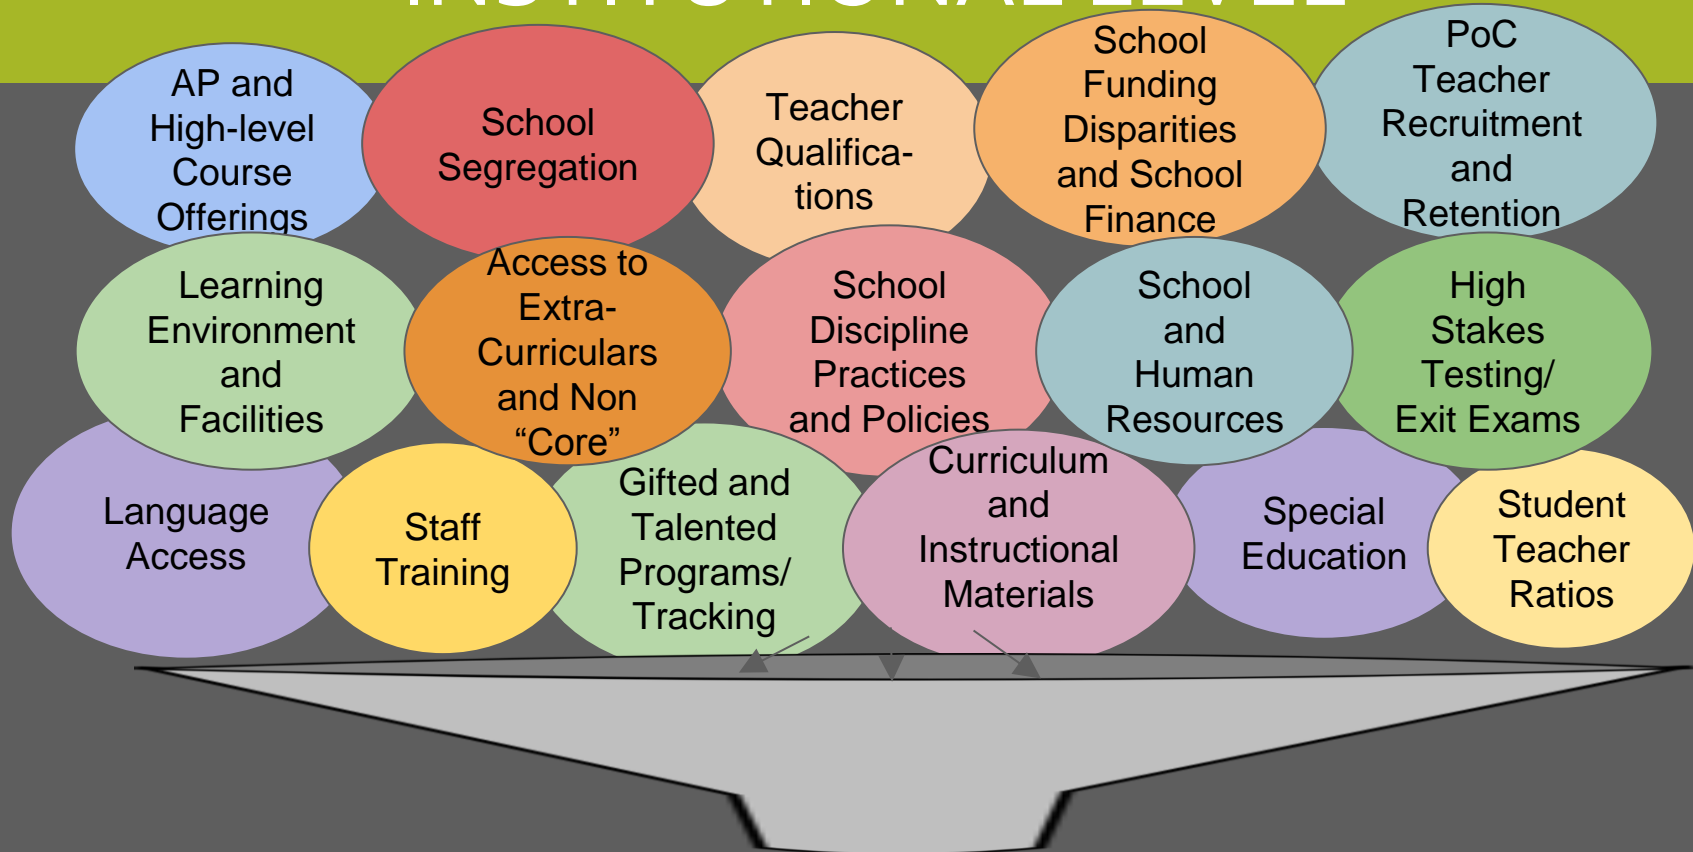 INSTITUTIONAL LEVEL
AP and
High-level
Course
Offerings
School
Segregation
Teacher
Qualifica-
tions
School
Funding
Disparities
and School
Finance
PoC
Teacher
Recruitment
and
Retention
Learning
Environment
and
Facilities
Access to
Extra-
Curriculars
and Non
“Core”
School
Discipline
Practices
and Policies
School
and
Human
Resources
High
Stakes
Testing/
Exit Exams
Language
Access
Staff
Training
Gifted and
Talented
Programs/
Tracking
Curriculum
and
Instructional
Materials
Special
Education
Student
Teacher
Ratios